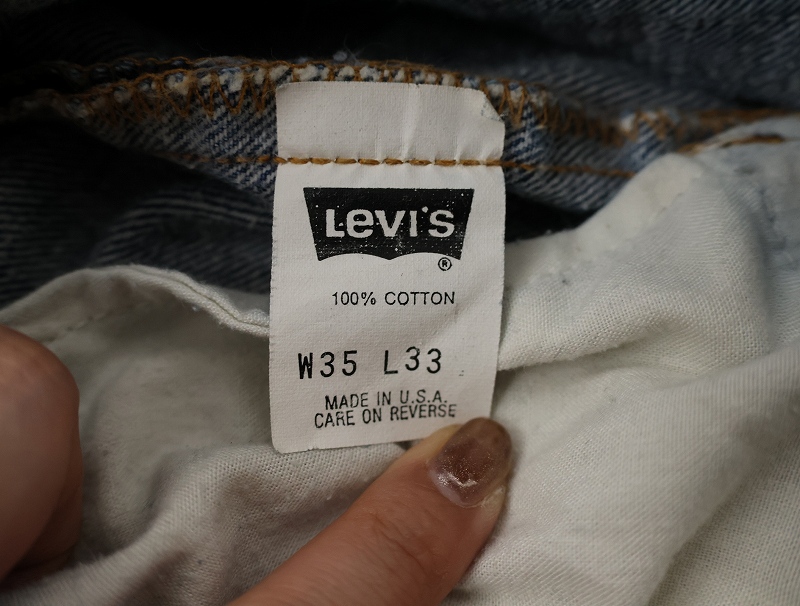 Levi's
®
100% COTTON
W35 L33
MADE IN U.S.A.
CARE ON REVERSE